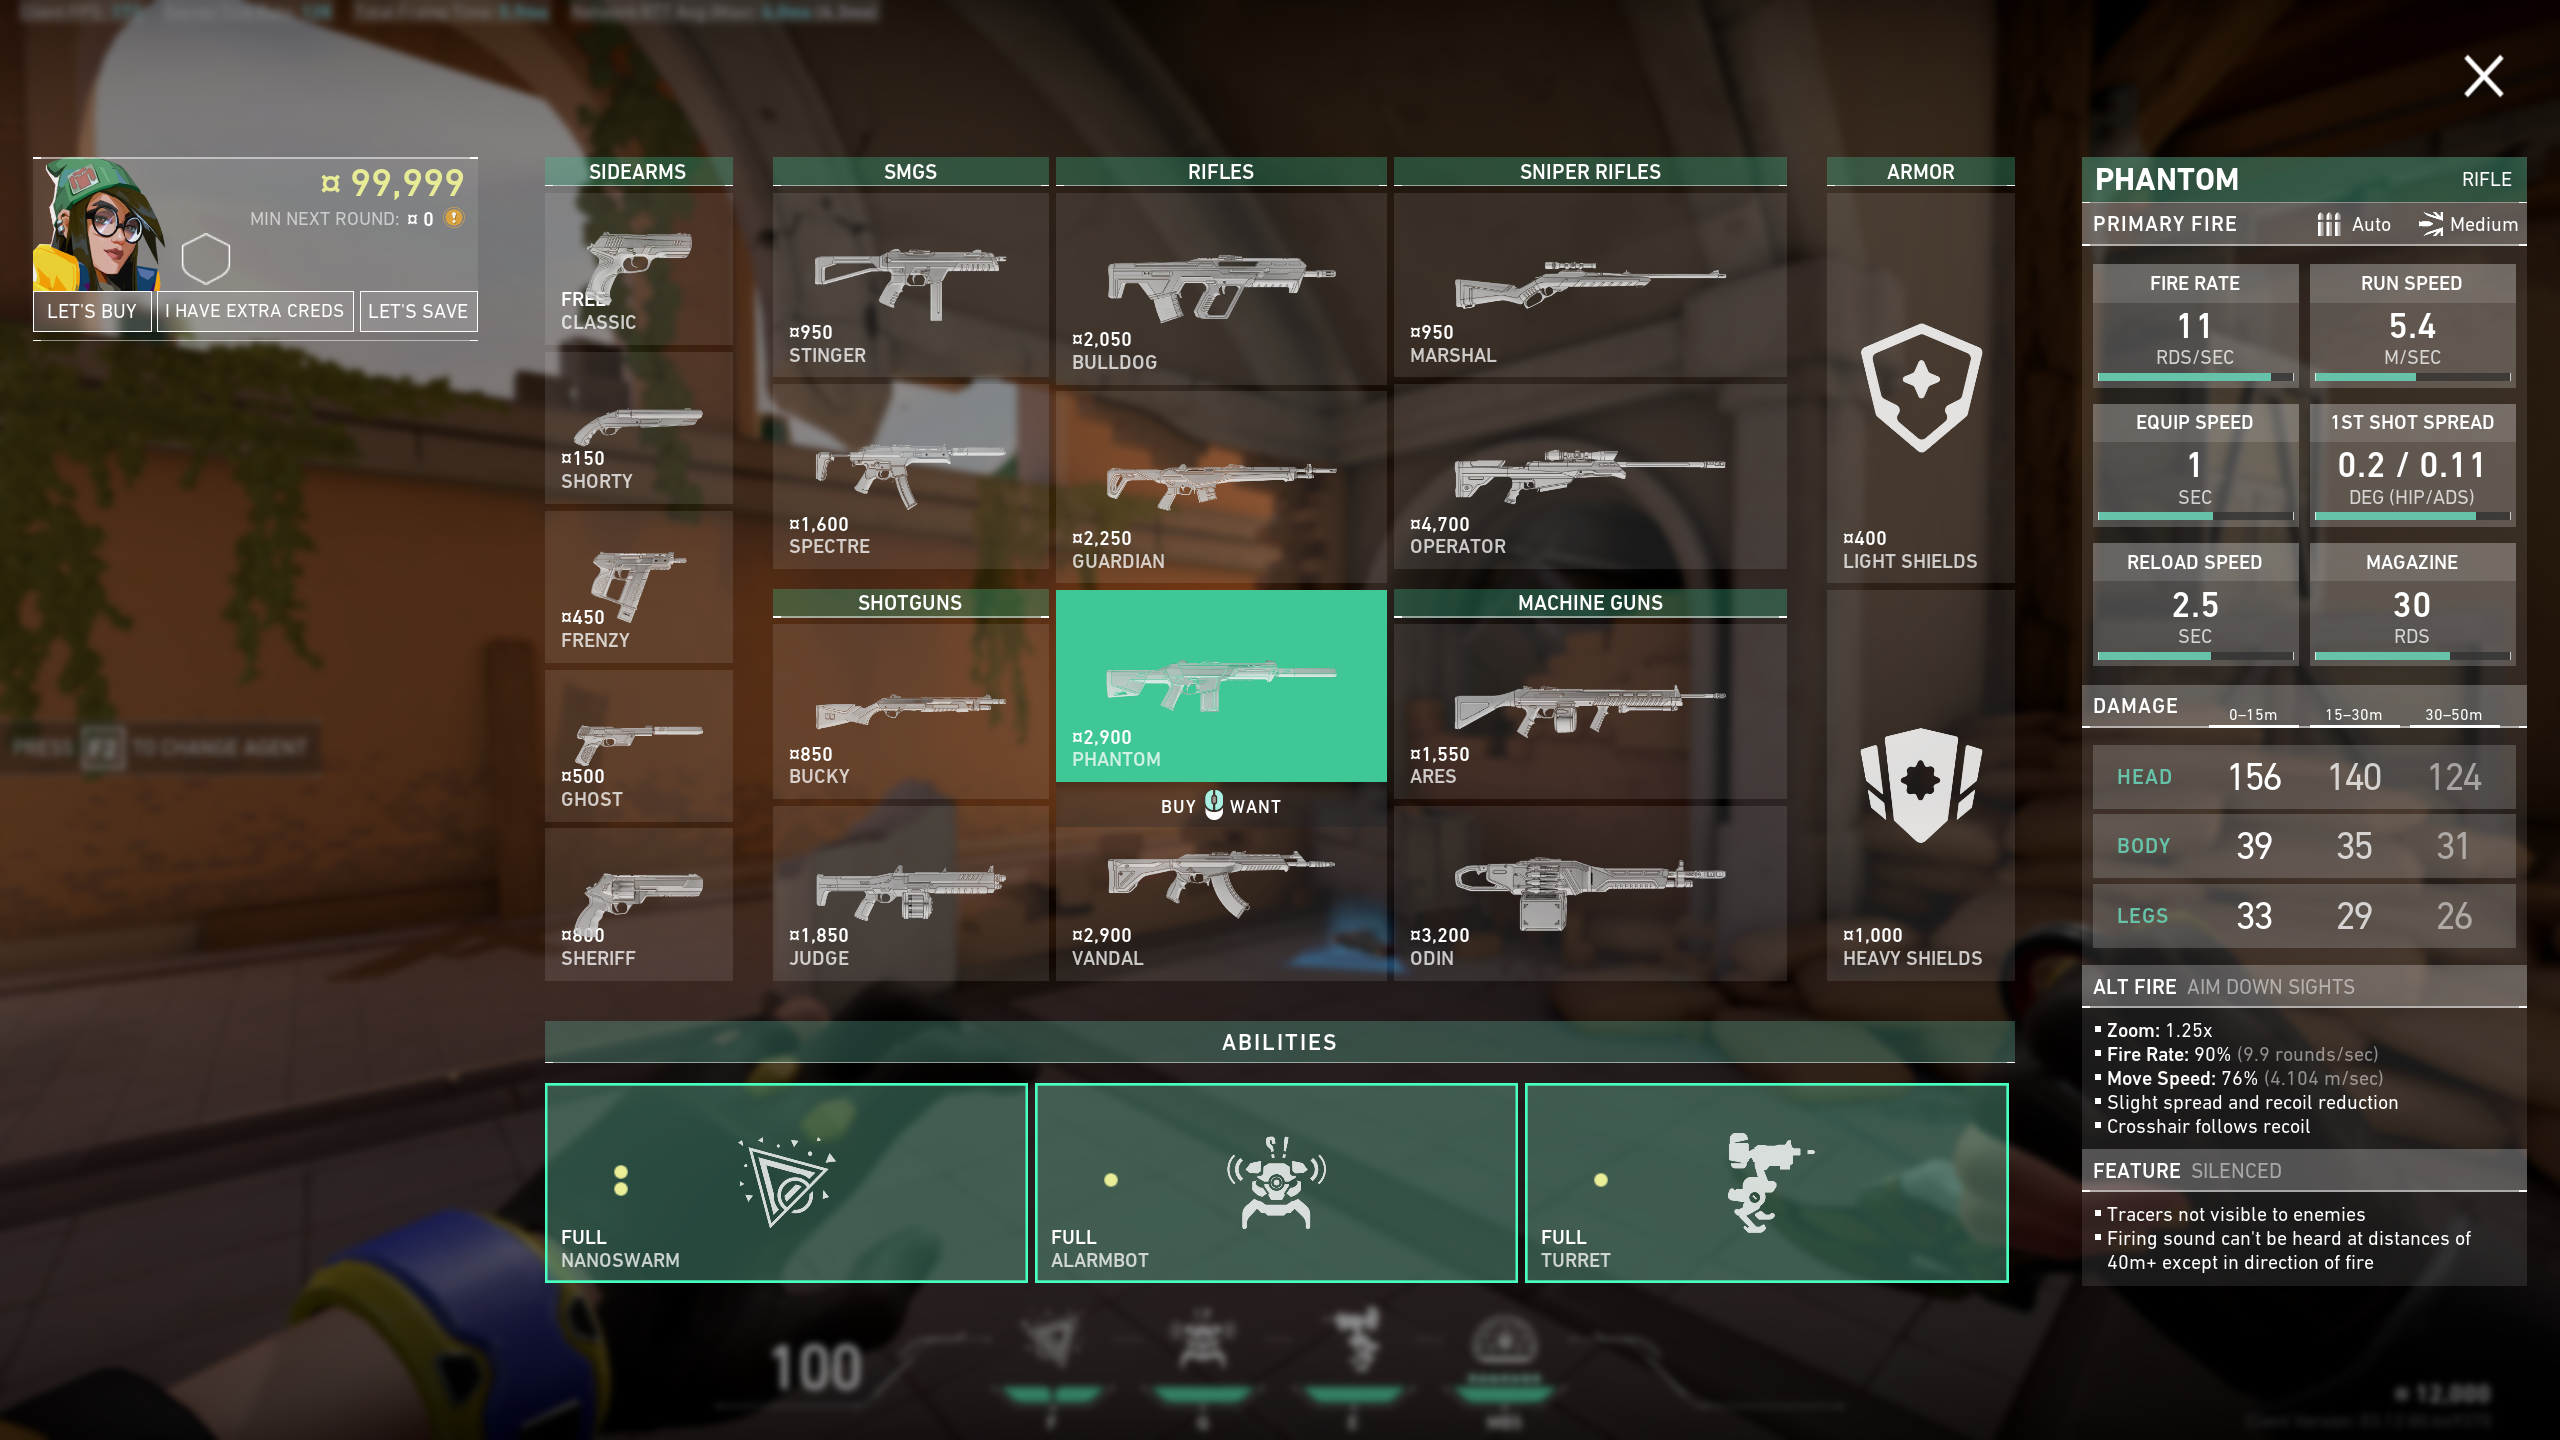 ¤ 99,999
MIN NEXT ROUND: ¤ 0
LET'S BUY
I HAVE EXTRA CREDS
LET'S SAVE
PRESS F2 TO CHANGE AGENT
SIDEARMS
FREE
CLASSIC
¤150
SHORTY
¤450
FRENZY
¤500
GHOST
¤800
SHERIFF
SMGS
¤950
STINGER
¤1,600
SPECTRE
SHOTGUNS
¤850
BUCKY
¤1,850
JUDGE
RIFLES
¤2,050
BULLDOG
¤2,250
GUARDIAN
¤2,900
PHANTOM
BUY WANT
¤2,900
VANDAL
SNIPER RIFLES
¤950
MARSHAL
¤4,700
OPERATOR
MACHINE GUNS
¤1,550
ARES
¤3,200
ODIN
ARMOR
¤400
LIGHT SHIELDS
¤1,000
HEAVY SHIELDS
ABILITIES
FULL
NANOSWARM
FULL
ALARMBOT
FULL
TURRET
100
¤ 12,000
PHANTOM RIFLE
PRIMARY FIRE Auto Medium
FIRE RATE
11
RDS/SEC
RUN SPEED
5.4
M/SEC
EQUIP SPEED
1
SEC
1ST SHOT SPREAD
0.2 / 0.11
DEG (HIP/ADS)
RELOAD SPEED
2.5
SEC
MAGAZINE
30
RDS
DAMAGE 0–15m 15–30m 30–50m
HEAD 156 140 124
BODY 39 35 31
LEGS 33 29 26
ALT FIRE AIM DOWN SIGHTS
▪ Zoom: 1.25x
▪ Fire Rate: 90% (9.9 rounds/sec)
▪ Move Speed: 76% (4.104 m/sec)
▪ Slight spread and recoil reduction
▪ Crosshair follows recoil
FEATURE SILENCED
▪ Tracers not visible to enemies
▪ Firing sound can't be heard at distances of
40m+ except in direction of fire